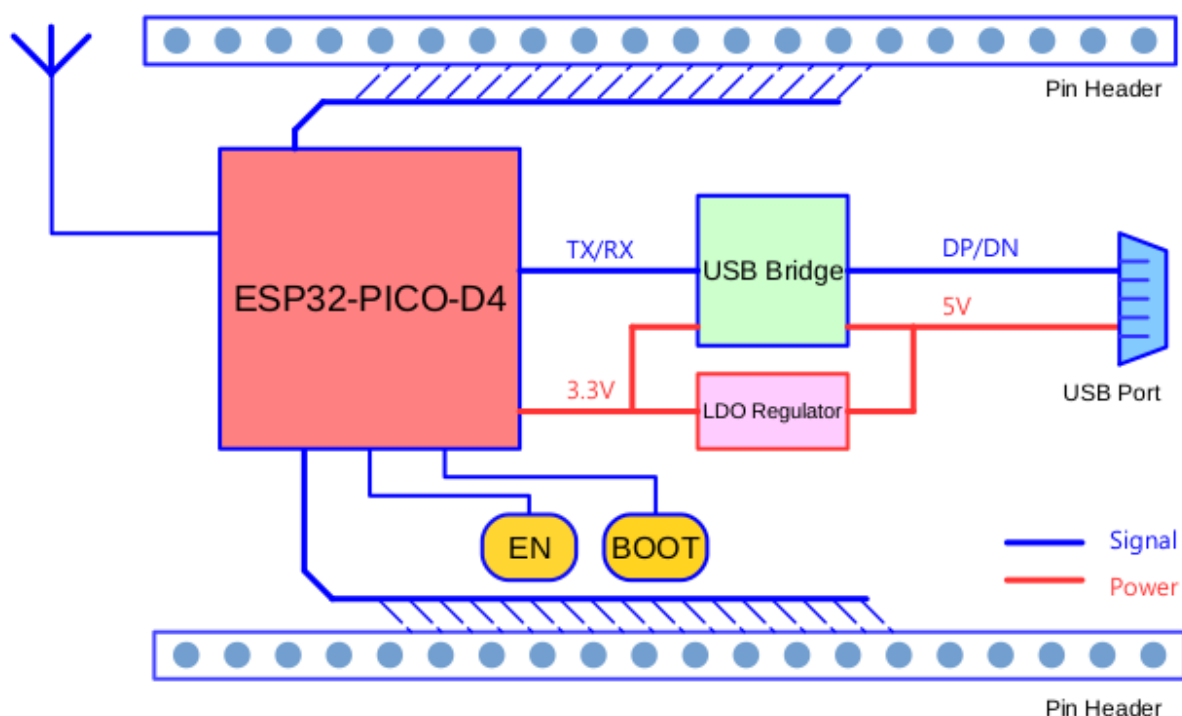 Pin Header
TX/RX
DP/DN
USB Bridge
ESP32-PICO-D4
5V
3.3V
LDO Regulator
USB Port
EN
BOOT
Signal
Power
Pin Header